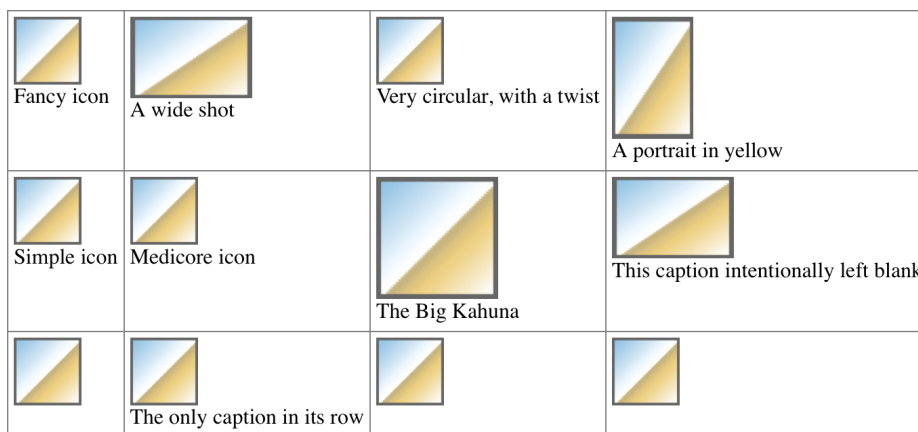 Fancy icon
A wide shot
Very circular, with a twist
A portrait in yellow
Simple icon
Medicore icon
The Big Kahuna
This caption intentionally left blank
The only caption in its row